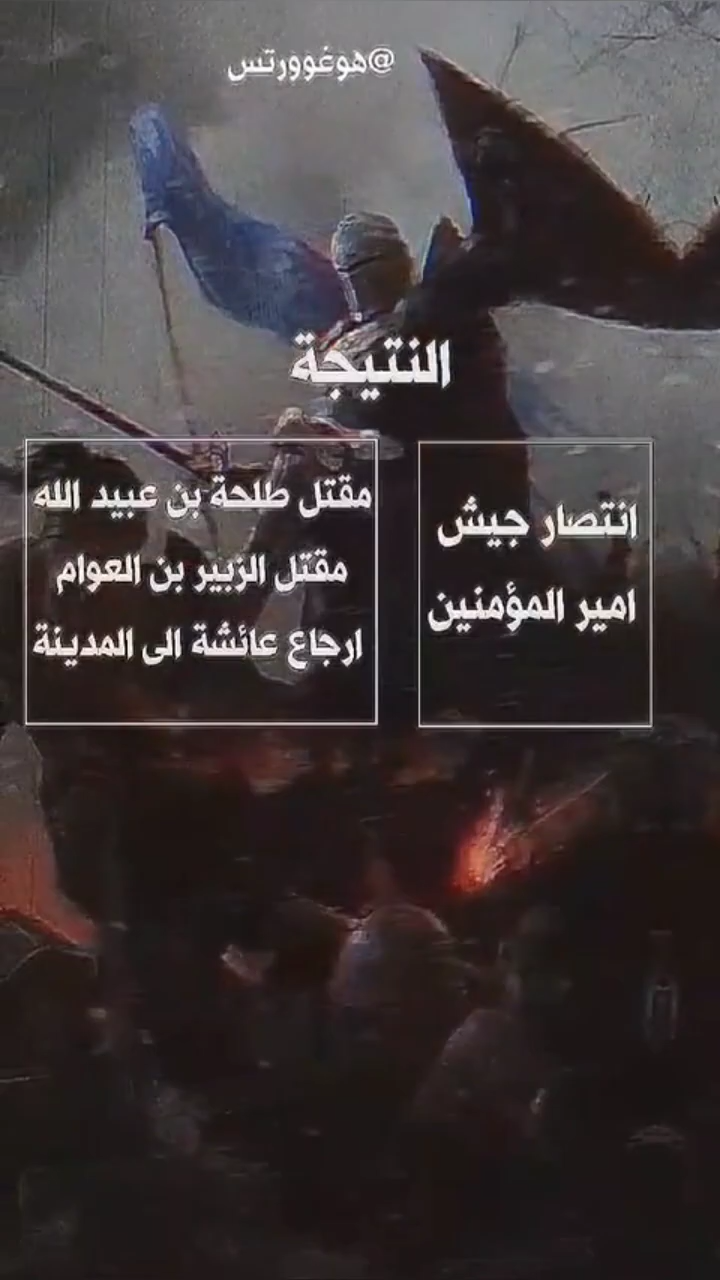 @هوغوورتس
النتيجة
انتصار جيش
امير المؤمنين
مقتل طلحة بن عبيد الله
مقتل الزبير بن العوام
ارجاع عائشة الى المدينة